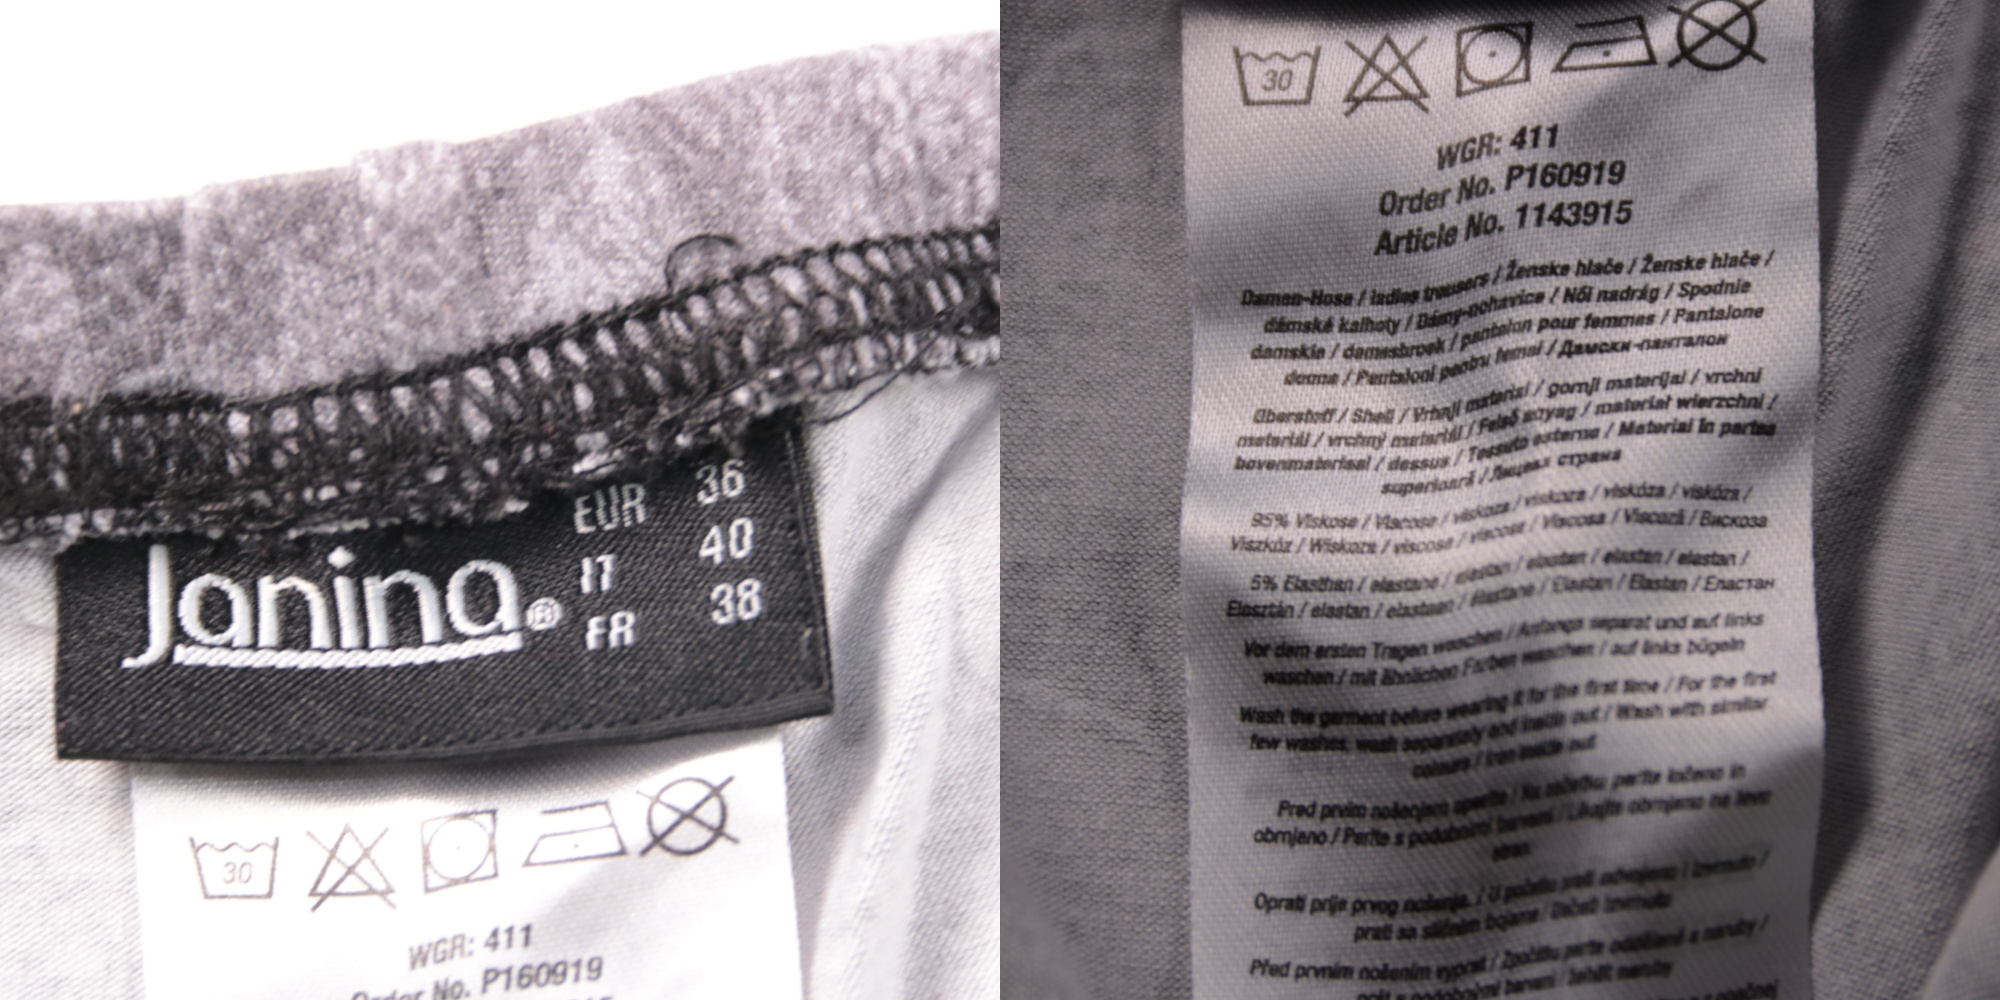 Janina®
EUR 36
IT 40
FR 38
30
WGR: 411
Order No. P160919
30
WGR: 411
Order No. P160919
Article No. 1143915
Damen-Hose / ladies trousers / Ženske hlače / Ženske hlače /
dámské kalhoty / Dámy-nohavice / Női nadrág / Spodnie
damskie / damesbroek / pantalon pour femmes / Pantalone
donna / Pantaloni pentru femei / Дамски-панталон
Oberstoff / Shell / Vrhnji material / gornji materijal / vrchní
materiál / vrchný materiál / Felső anyag / materiał wierzchni /
bovenmateriaal / dessus / Tessuto esterno / Material în partea
superioară / Лицева страна
95% Viskose / Viscose / viskoza / viskoza / viskóza / viskóza /
Viszkóz / Wiskoza / viscose / viscose / Viscosa / Viscoză / Вискоза
5% Elasthan / elastane / elastan / elastan / elastan / elastan /
Elasztán / elastan / elastaan / élastane / Elastan / Elastan / Еластан
Vor dem ersten Tragen waschen / Anfangs separat und auf links
waschen / mit ähnlichen Farben waschen / auf links bügeln
Wash the garment before wearing it for the first time / For the first
few washes, wash separately and inside out / Wash with similar
colours / iron inside out
Pred prvim nošenjem operite / Na začetku perite ločeno in
obrnjeno / Perite s podobnimi barvami / Likajte obrnjeno na levo
stran
Oprati prije prvog nošenja. / U početku prati odvojeno i izvrnuto /
prati sa sličnim bojama / Glačati izvrnuto
Před prvním nošením vyprat / Zpočátku perte odděleně a naruby /
prát s podobnými barvami / žehlit naruby